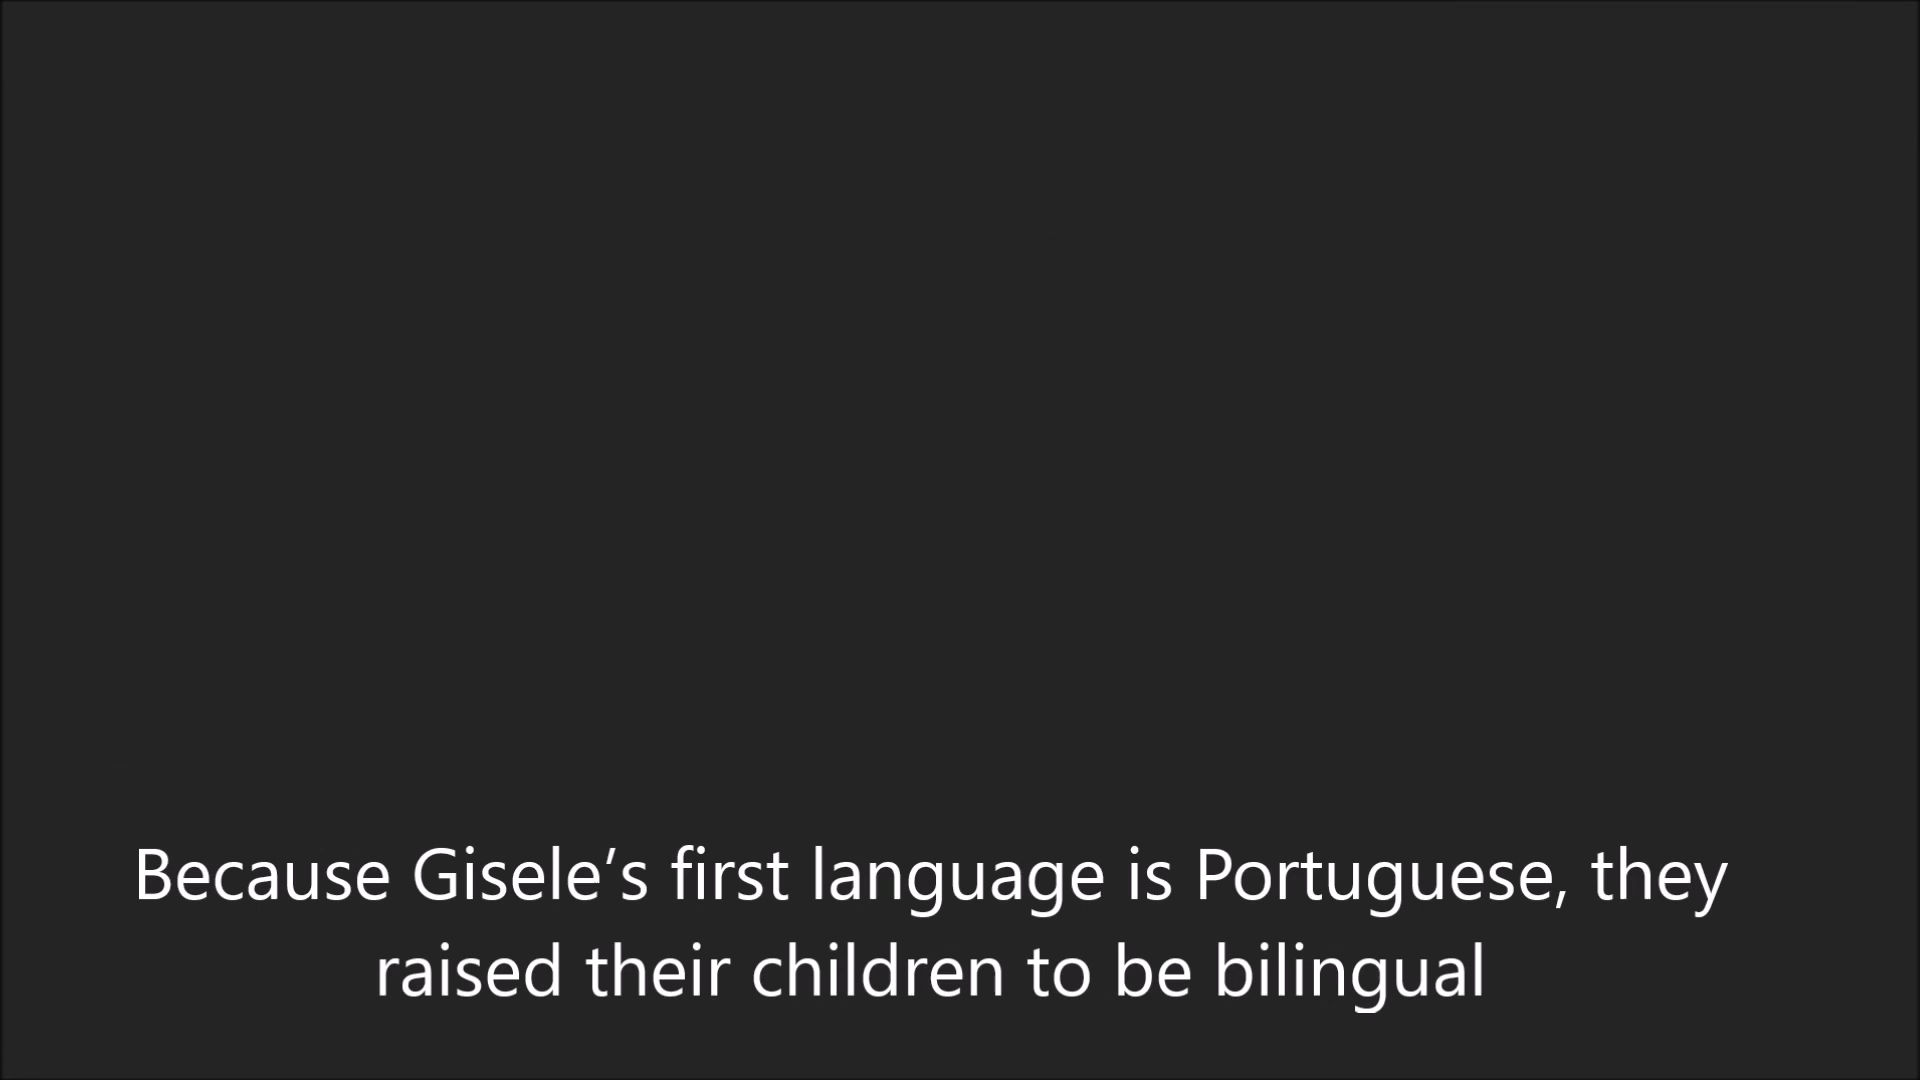 Because Gisele’s first language is Portuguese, they
raised their children to be bilingual